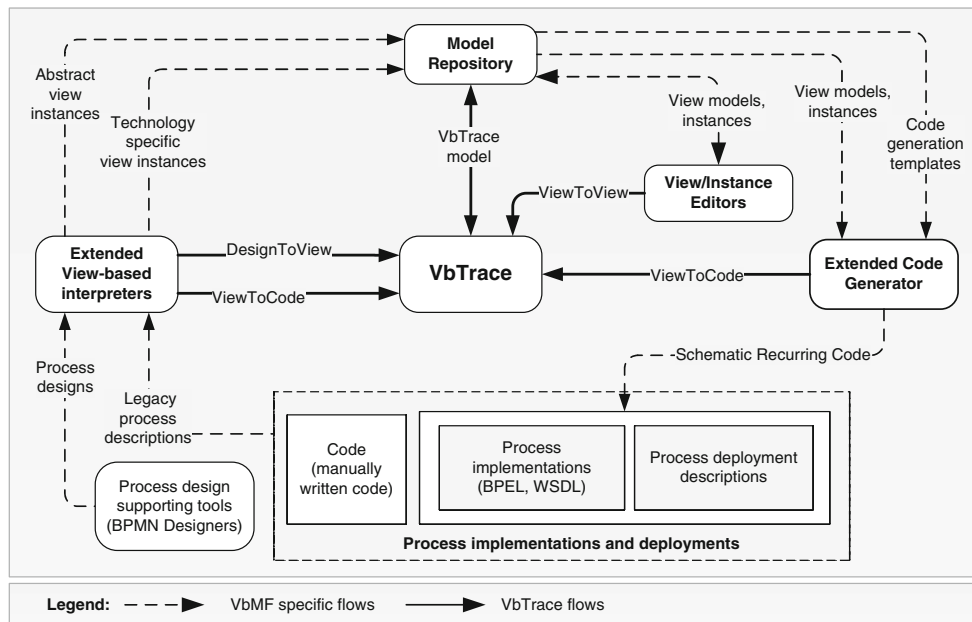 Model
Repository
Abstract
view
instances
Technology
specific
view instances
VbTrace
model
View models,
instances
View models,
instances
Code
generation
templates
ViewToView
View/Instance
Editors
Extended
View-based
interpreters
DesignToView
ViewToCode
VbTrace
ViewToCode
Extended Code
Generator
Process
designs
Legacy
process
descriptions
Schematic Recurring Code
Process design
supporting tools
(BPMN Designers)
Code
(manually
written code)
Process
implementations
(BPEL, WSDL)
Process deployment
descriptions
Process implementations and deployments
Legend:
VbMF specific flows
VbTrace flows